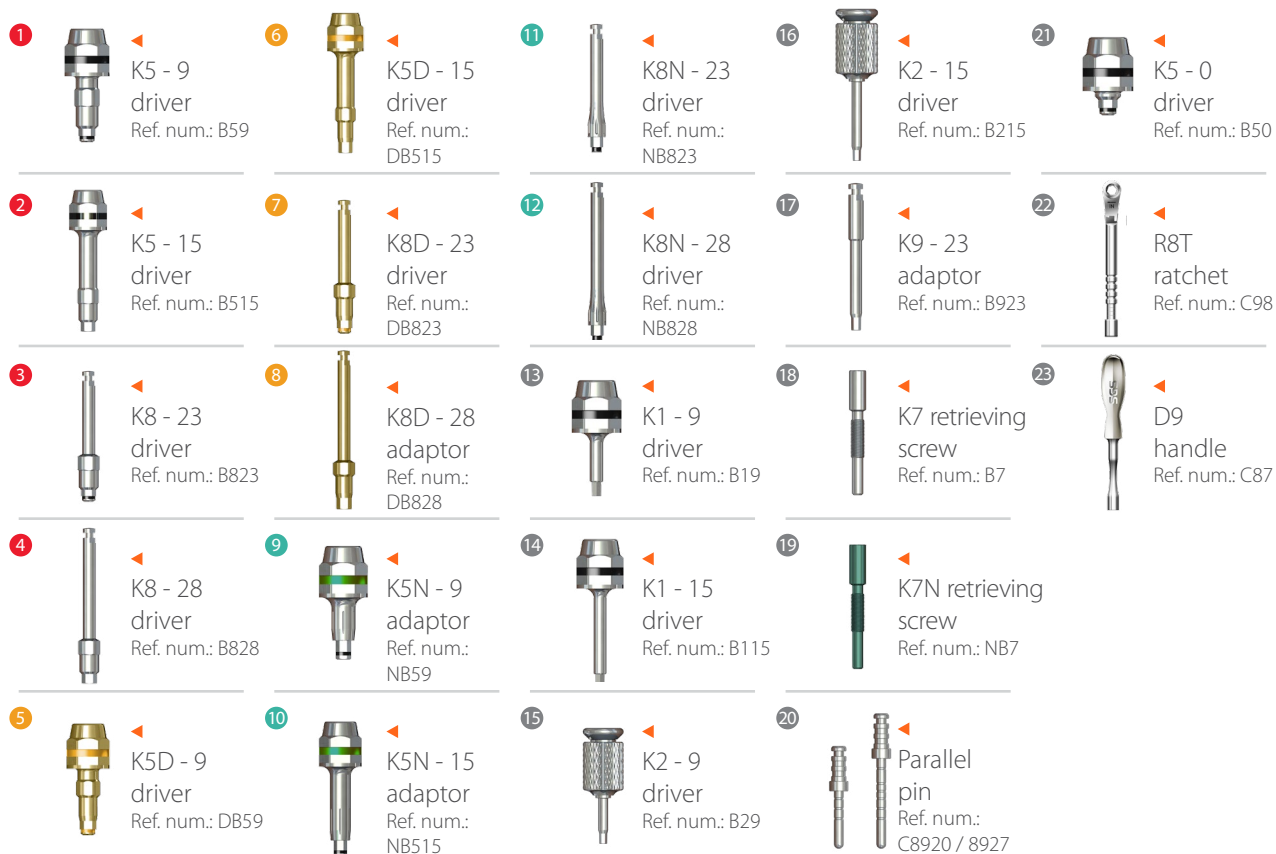 1
K5 - 9
driver
Ref. num.: B59
2
K5 - 15
driver
Ref. num.: B515
3
K8 - 23
driver
Ref. num.: B823
4
K8 - 28
driver
Ref. num.: B828
5
K5D - 9
driver
Ref. num.: DB59
6
K5D - 15
driver
Ref. num.:
DB515
7
K8D - 23
driver
Ref. num.:
DB823
8
K8D - 28
adaptor
Ref. num.:
DB828
9
K5N - 9
adaptor
Ref. num.:
NB59
10
K5N - 15
adaptor
Ref. num.:
NB515
11
K8N - 23
driver
Ref. num.:
NB823
12
K8N - 28
driver
Ref. num.:
NB828
13
K1 - 9
driver
Ref. num.: B19
14
K1 - 15
driver
Ref. num.: B115
15
K2 - 9
driver
Ref. num.: B29
16
K2 - 15
driver
Ref. num.: B215
17
K9 - 23
adaptor
Ref. num.: B923
18
K7 retrieving
screw
Ref. num.: B7
19
K7N retrieving
screw
Ref. num.: NB7
20
Parallel
pin
Ref. num.:
C8920 / 8927
21
K5 - 0
driver
Ref. num.: B50
22
R8T
ratchet
Ref. num.: C98
23
SGS
D9
handle
Ref. num.: C87